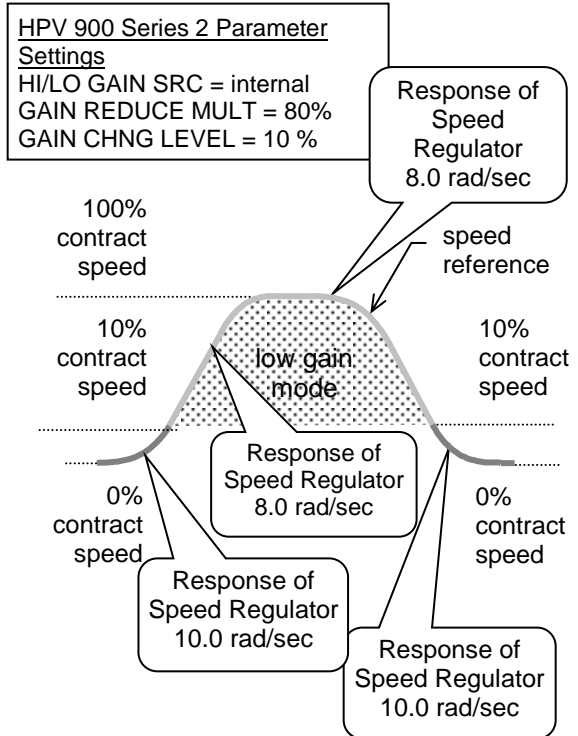 HPV 900 Series 2 Parameter
Settings
HI/LO GAIN SRC = internal
GAIN REDUCE MULT = 80%
GAIN CHNG LEVEL = 10 %
Response of
Speed
Regulator
8.0 rad/sec
100%
contract
speed
speed
reference
10%
contract
speed
low gain
mode
10%
contract
speed
Response of
Speed Regulator
8.0 rad/sec
0%
contract
speed
0%
contract
speed
Response of
Speed Regulator
10.0 rad/sec
Response of
Speed Regulator
10.0 rad/sec